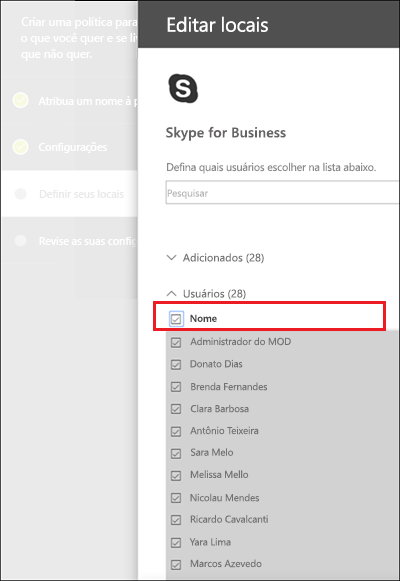 Criar uma política para
o que você quer e se li
que não quer.
Atribua um nome à p
Configurações
Definir seus locais
Revise as suas config
Editar locais
S
Skype for Business
Defina quais usuários escolher na lista abaixo.
Pesquisar
Adicionados (28)
Usuários (28)
Nome
Administrador do MOD
Donato Dias
Brenda Fernandes
Clara Barbosa
Antônio Teixeira
Sara Melo
Melissa Mello
Nicolau Mendes
Ricardo Cavalcanti
Yara Lima
Marcos Azevedo